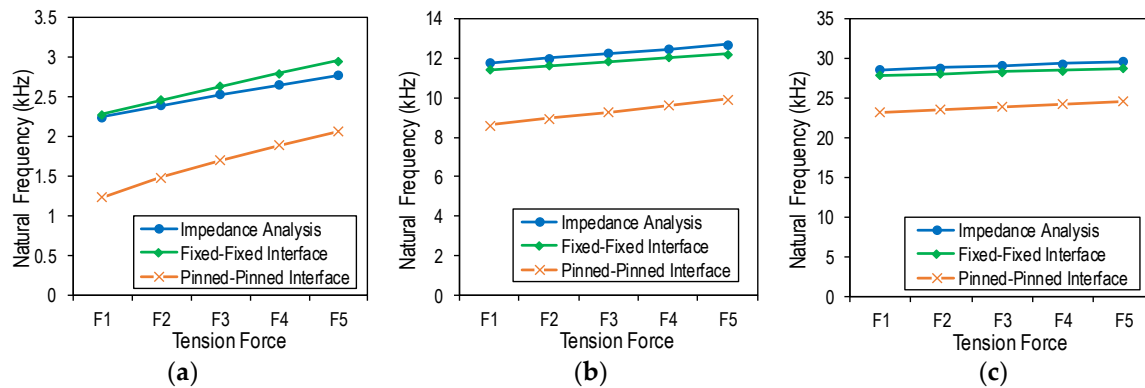 3.5
3
2.5
2
1.5
1
0.5
0
Natural Frequency (kHz)
Impedance Analysis
Fixed-Fixed Interface
Pinned-Pinned Interface
F1 F2 F3 F4 F5
Tension Force
(a)
14
12
10
8
6
4
2
0
Natural Frequency (kHz)
Impedance Analysis
Fixed-Fixed Interface
Pinned-Pinned Interface
F1 F2 F3 F4 F5
Tension Force
(b)
35
30
25
20
15
10
5
0
Natural Frequency (kHz)
Impedance Analysis
Fixed-Fixed Interface
Pinned-Pinned Interface
F1 F2 F3 F4 F5
Tension Force
(c)